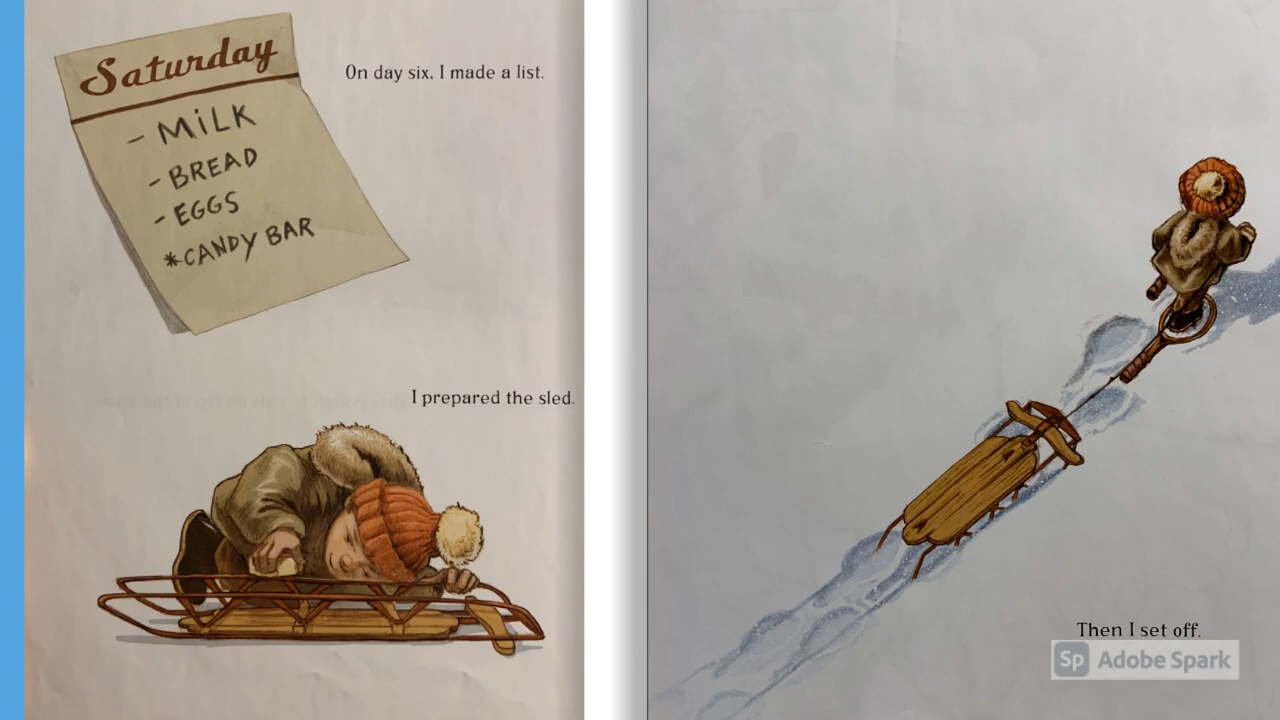 Saturday
- MiLK
- BREAD
- EGGS
*CANDY BAR
On day six, I made a list.
I prepared the sled.
Then I set off.
Sp Adobe Spark